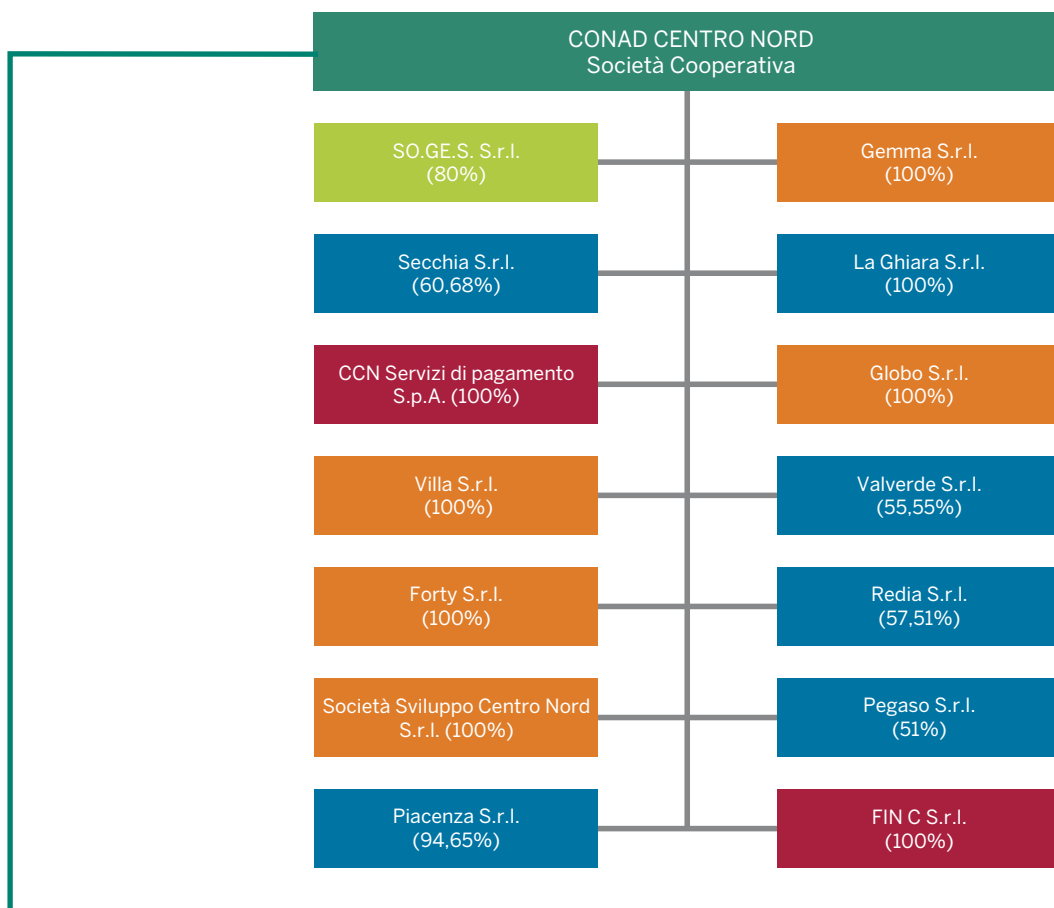 CONAD CENTRO NORD
Società Cooperativa
SO.GE.S. S.r.l.
(80%)
Gemma S.r.l.
(100%)
Secchia S.r.l.
(60,68%)
La Ghiara S.r.l.
(100%)
CCN Servizi di pagamento
S.p.A. (100%)
Globo S.r.l.
(100%)
Villa S.r.l.
(100%)
Valverde S.r.l.
(55,55%)
Forty S.r.l.
(100%)
Redia S.r.l.
(57,51%)
Società Sviluppo Centro Nord
S.r.l. (100%)
Pegaso S.r.l.
(51%)
Piacenza S.r.l.
(94,65%)
FIN C S.r.l.
(100%)